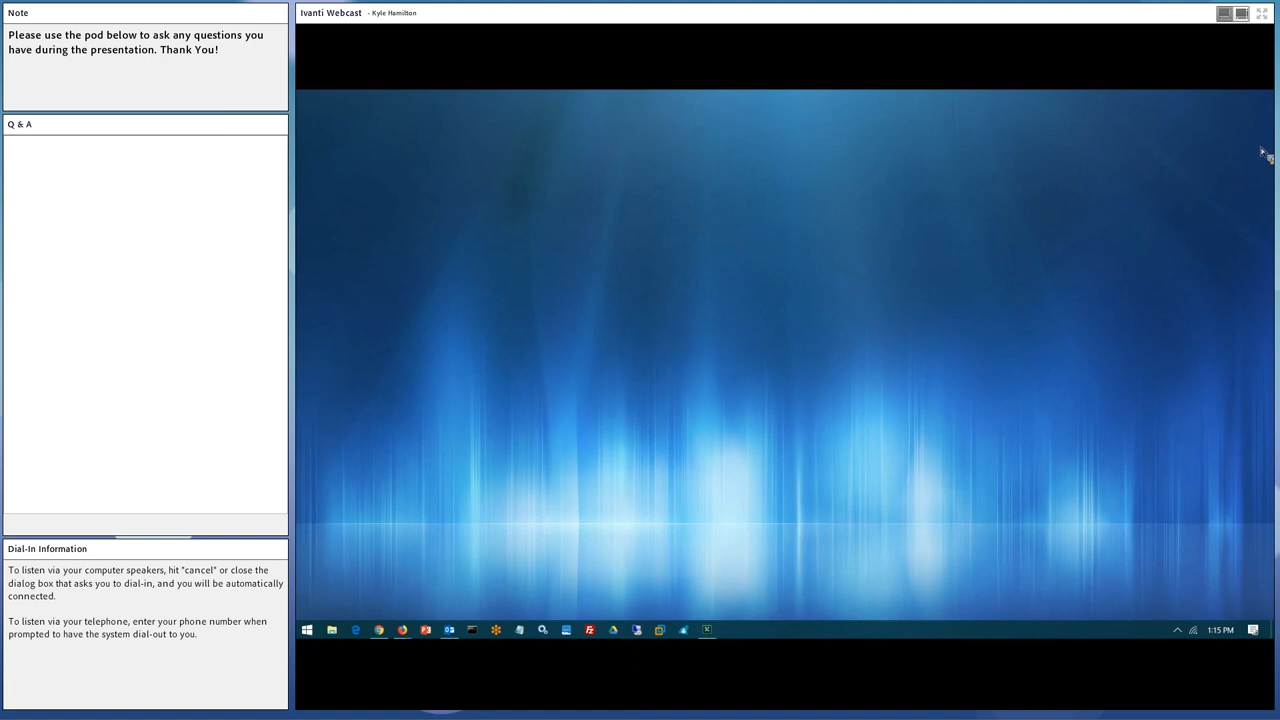 Note
Please use the pod below to ask any questions you
have during the presentation. Thank You!
Q & A
Dial-In Information
To listen via your computer speakers, hit "cancel" or close the
dialog box that asks you to dial-in, and you will be automatically
connected.
To listen via your telephone, enter your phone number when
prompted to have the system dial-out to you.
Ivanti Webcast - Kyle Hamilton
1:15 PM